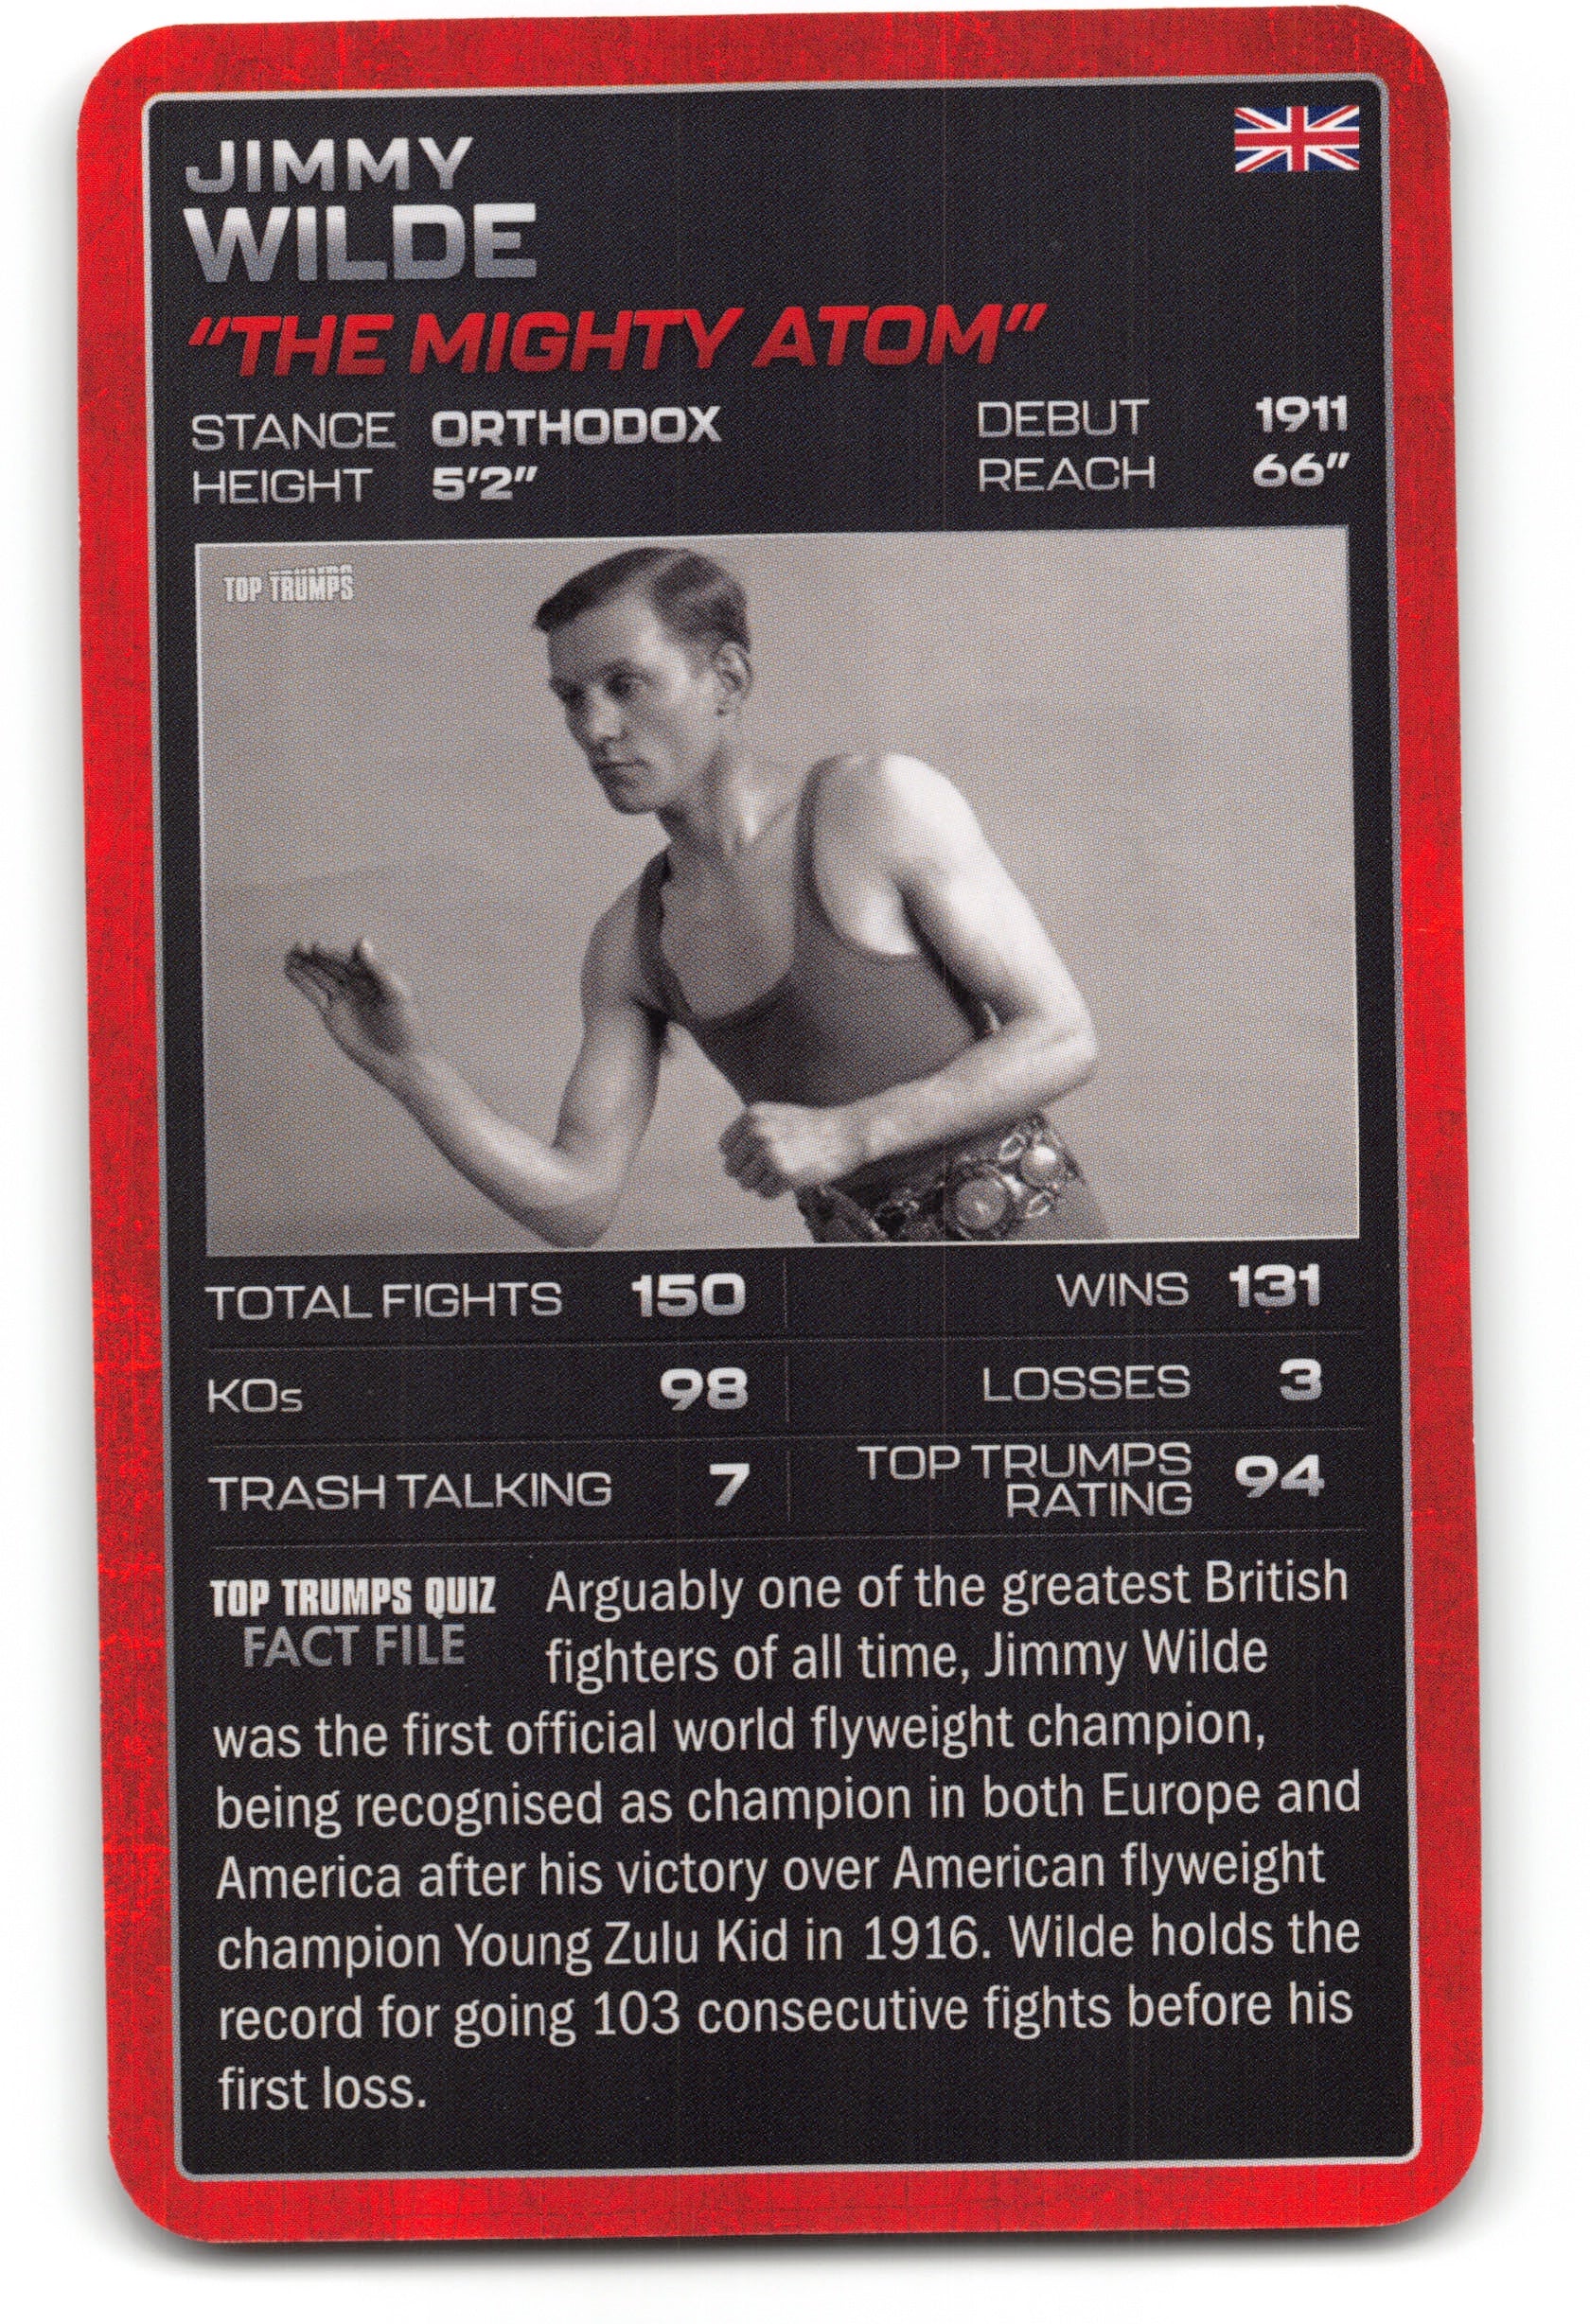 JIMMY
WILDE
"THE MIGHTY ATOM"
STANCE ORTHODOX DEBUT 1911
HEIGHT 5'2" REACH 66"
TOP TRUMPS
TOTAL FIGHTS 150 WINS 131
KOs 98 LOSSES 3
TRASH TALKING 7 TOP TRUMPS RATING 94
TOP TRUMPS QUIZ
FACT FILE
Arguably one of the greatest British
fighters of all time, Jimmy Wilde
was the first official world flyweight champion,
being recognised as champion in both Europe and
America after his victory over American flyweight
champion Young Zulu Kid in 1916. Wilde holds the
record for going 103 consecutive fights before his
first loss.